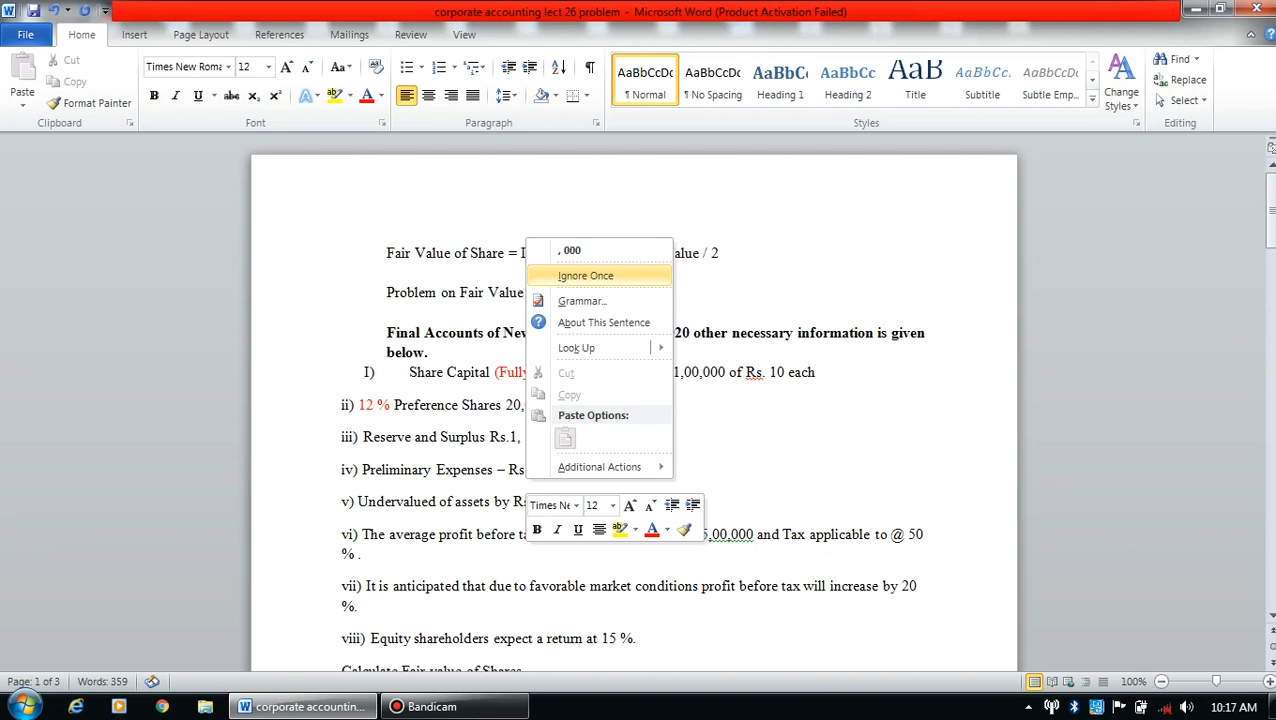 corporate accounting lect 26 problem - Microsoft Word (Product Activation Failed)
File Home Insert Page Layout References Mailings Review View
Paste
Cut
Copy
Format Painter
Clipboard
Times New Roma 12
Font
Paragraph
AaBbCcDc AaBbCcDc AaBbC AaBbCc AaB AaBbCc. AaBbCcDc
¶ Normal ¶ No Spacing Heading 1 Heading 2 Title Subtitle Subtle Emp...
Change Styles
Styles
Find
Replace
Select
Editing
Fair Value of Share = I alue / 2
Problem on Fair Value
Final Accounts of New 20 other necessary information is given
below.
I) Share Capital (Fully 1,00,000 of Rs. 10 each
ii) 12 % Preference Shares 20,
iii) Reserve and Surplus Rs.1,
iv) Preliminary Expenses – Rs
v) Undervalued of assets by Rs
vi) The average profit before ta 5,00,000 and Tax applicable to @ 50
% .
vii) It is anticipated that due to favorable market conditions profit before tax will increase by 20
%.
viii) Equity shareholders expect a return at 15 %.
Calculate Fair value of Shares
, 000
Ignore Once
Grammar...
About This Sentence
Look Up
Cut
Copy
Paste Options:
Additional Actions
Times Ne 12
Page: 1 of 3 Words: 359 100%
corporate accountin... Bandicam 10:17 AM